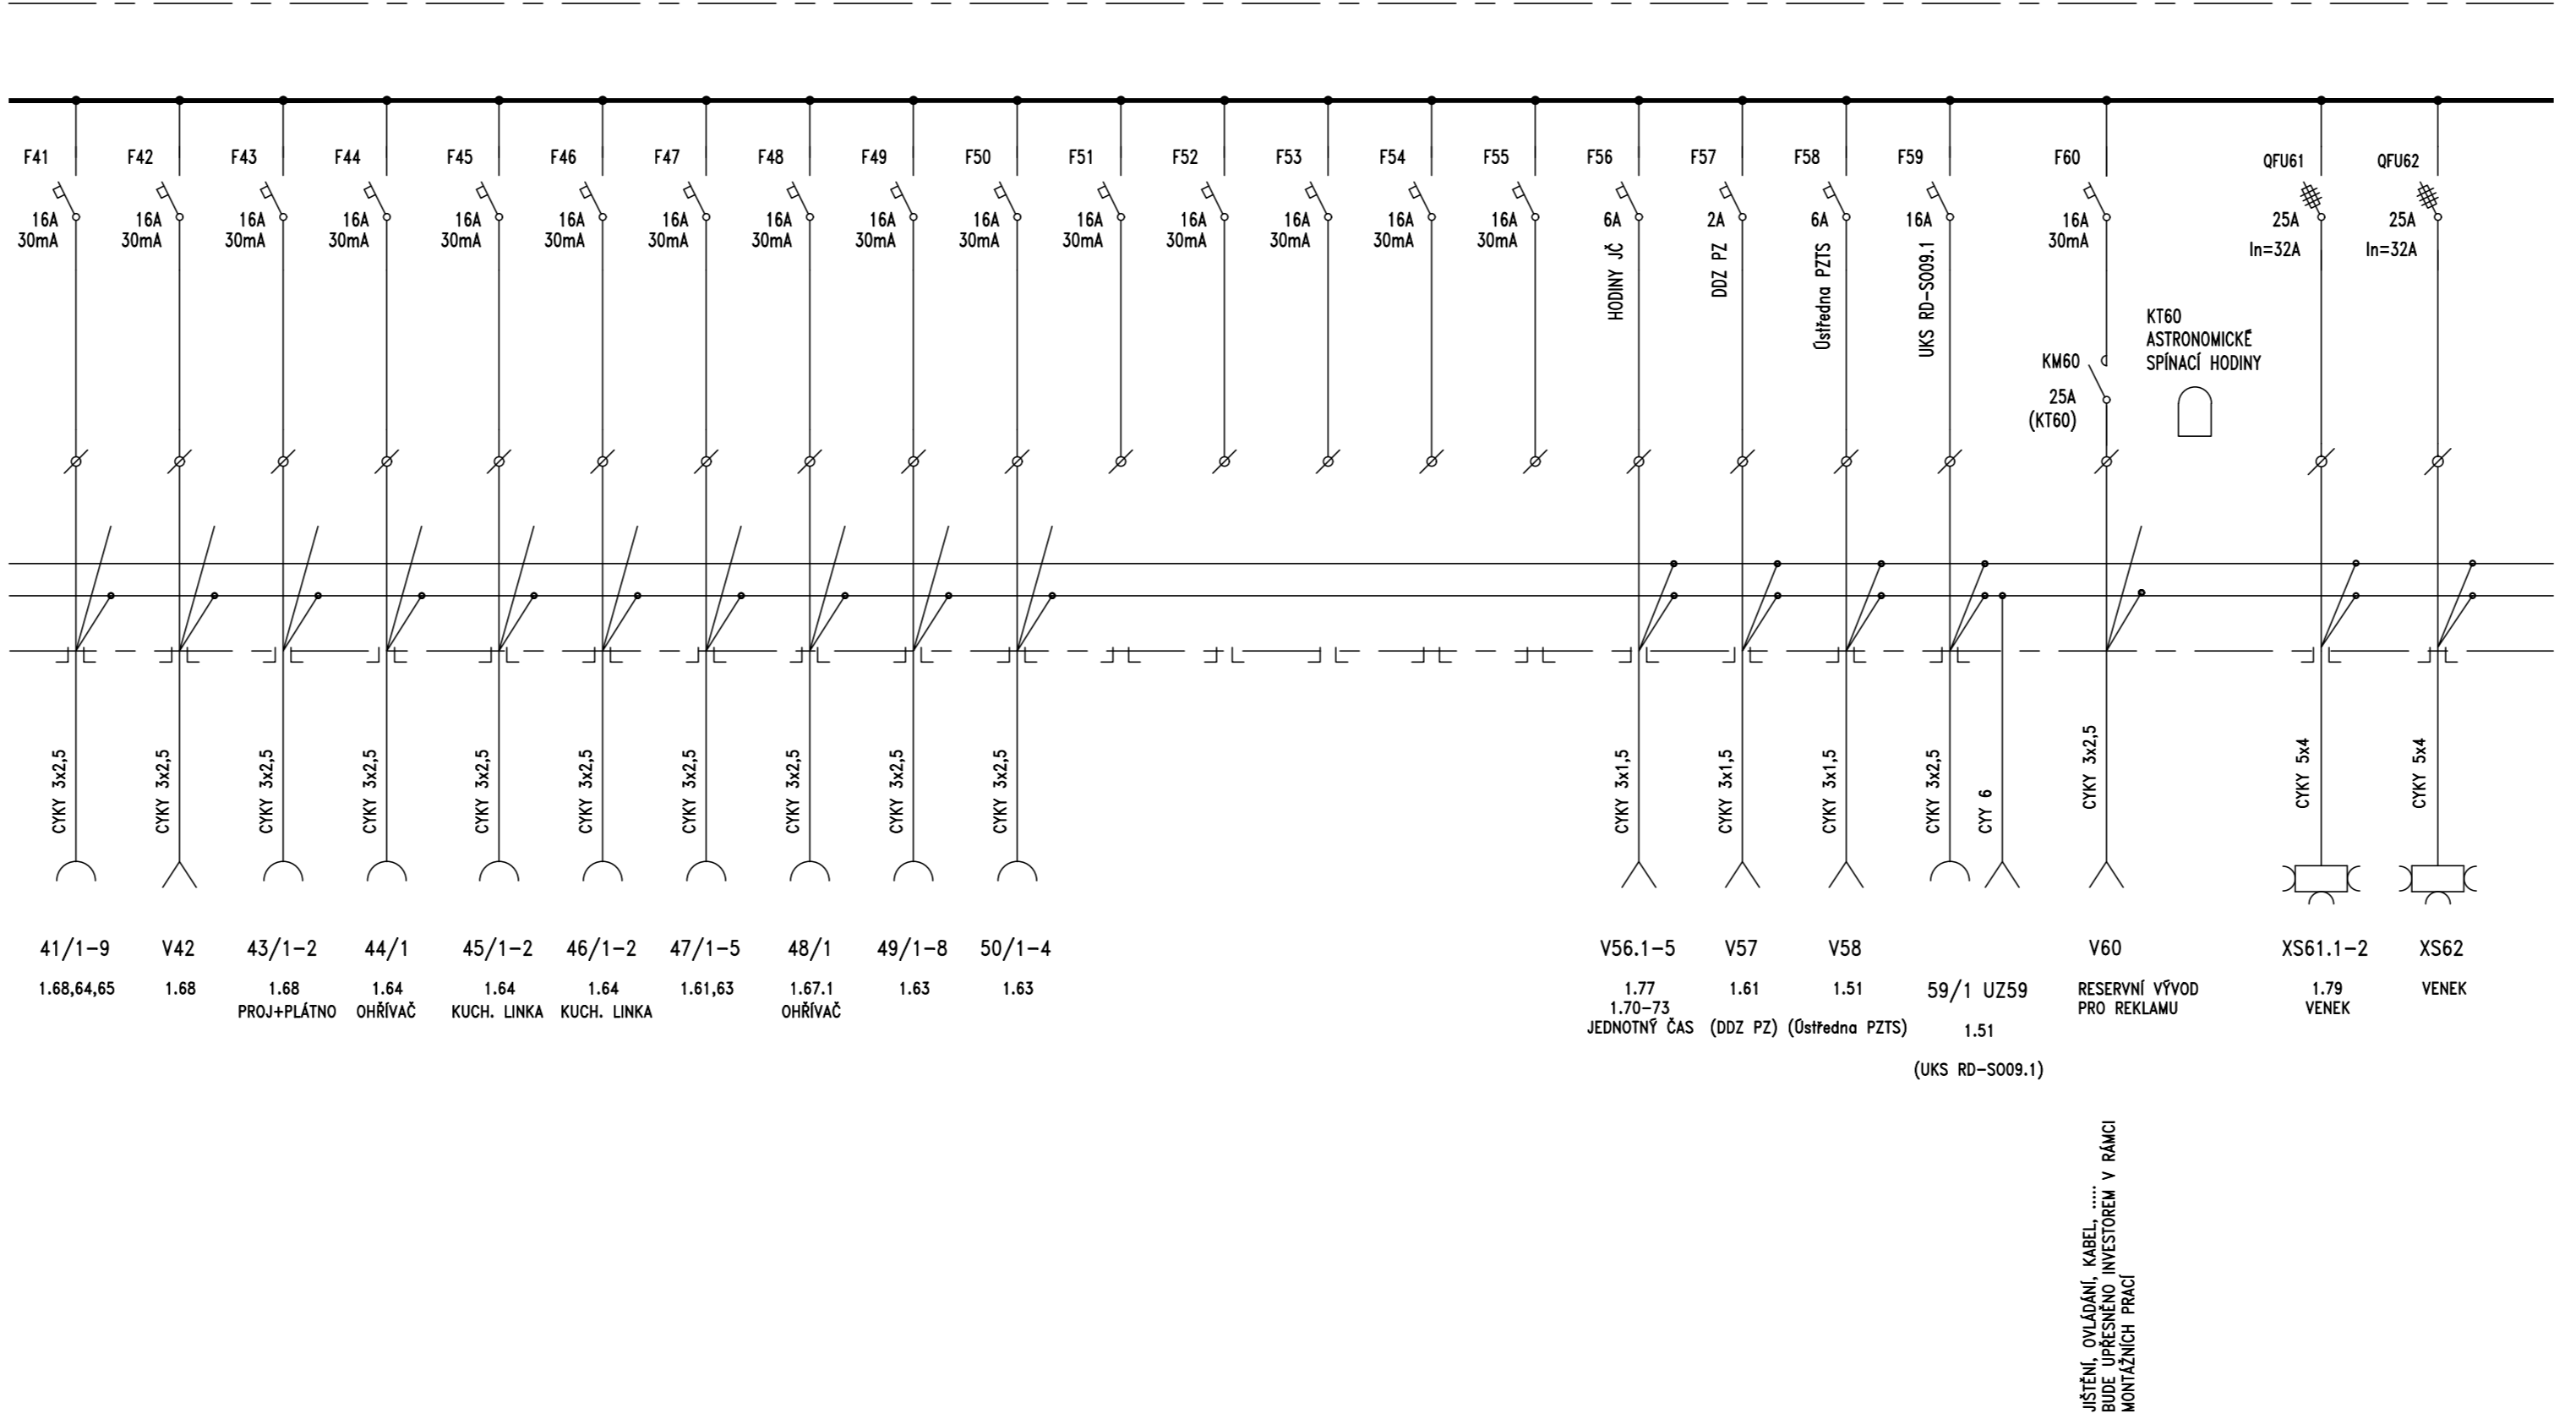 F41 F42 F43 F44 F45 F46 F47 F48 F49 F50 F51 F52 F53 F54 F55 F56 F57 F58 F59 F60 QFU61 QFU62
16A 16A 16A 16A 16A 16A 16A 16A 16A 16A 16A 16A 16A 16A 16A 6A 2A 6A 16A 16A 25A 25A
30mA 30mA 30mA 30mA 30mA 30mA 30mA 30mA 30mA 30mA 30mA 30mA 30mA 30mA 30mA 30mA
In=32A In=32A
HODINY JČ
DDZ PZ
Ústředna PZTS
UKS RD-SO09.1
KT60
ASTRONOMICKÉ
SPÍNACÍ HODINY
KM60
25A
(KT60)
CYKY 3x2,5
CYKY 3x2,5
CYKY 3x2,5
CYKY 3x2,5
CYKY 3x2,5
CYKY 3x2,5
CYKY 3x2,5
CYKY 3x2,5
CYKY 3x2,5
CYKY 3x2,5
CYKY 3x1,5
CYKY 3x1,5
CYKY 3x1,5
CYKY 3x2,5
CYY 6
CYKY 3x2,5
CYKY 5x4
CYKY 5x4
41/1-9
1.68,64,65
V42
1.68
43/1-2
1.68
PROJ+PLÁTNO
44/1
1.64
OHŘÍVAČ
45/1-2
1.64
KUCH. LINKA
46/1-2
1.64
KUCH. LINKA
47/1-5
1.61,63
48/1
1.67.1
OHŘÍVAČ
49/1-8
1.63
50/1-4
1.63
V56.1-5
1.77
1.70-73
JEDNOTNÝ ČAS
V57
1.61
(DDZ PZ)
V58
1.51
(Ústředna PZTS)
59/1 UZ59
1.51
(UKS RD-SO09.1)
V60
RESERVNÍ VÝVOD
PRO REKLAMU
XS61.1-2
1.79
VENEK
XS62
VENEK
JIŠTĚNÍ, OVLÁDÁNÍ, KABEL, .....
BUDE UPŘESNĚNO INVESTOREM V RÁMCI
MONTÁŽNÍCH PRACÍ